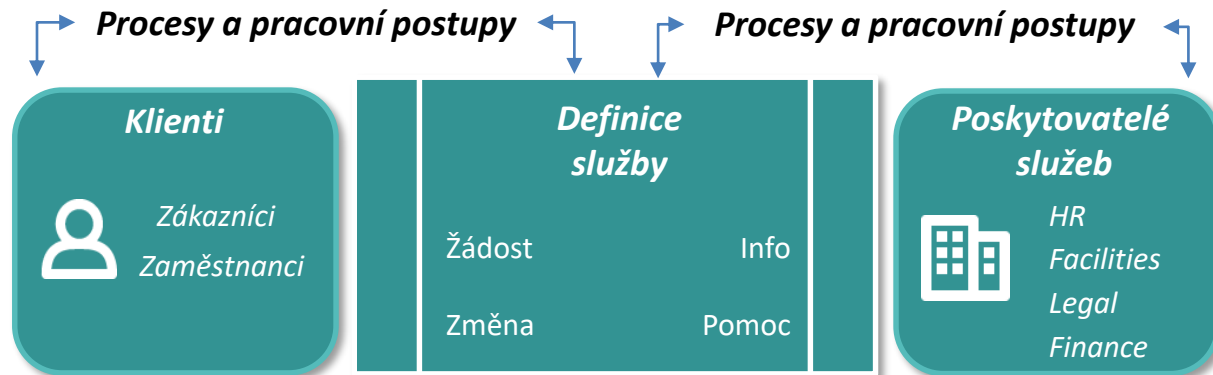 Procesy a pracovní postupy
Procesy a pracovní postupy
Klienti
Zákazníci
Zaměstnanci
Definice
služby
Žádost
Info
Změna
Pomoc
Poskytovatelé
služeb
HR
Facilities
Legal
Finance